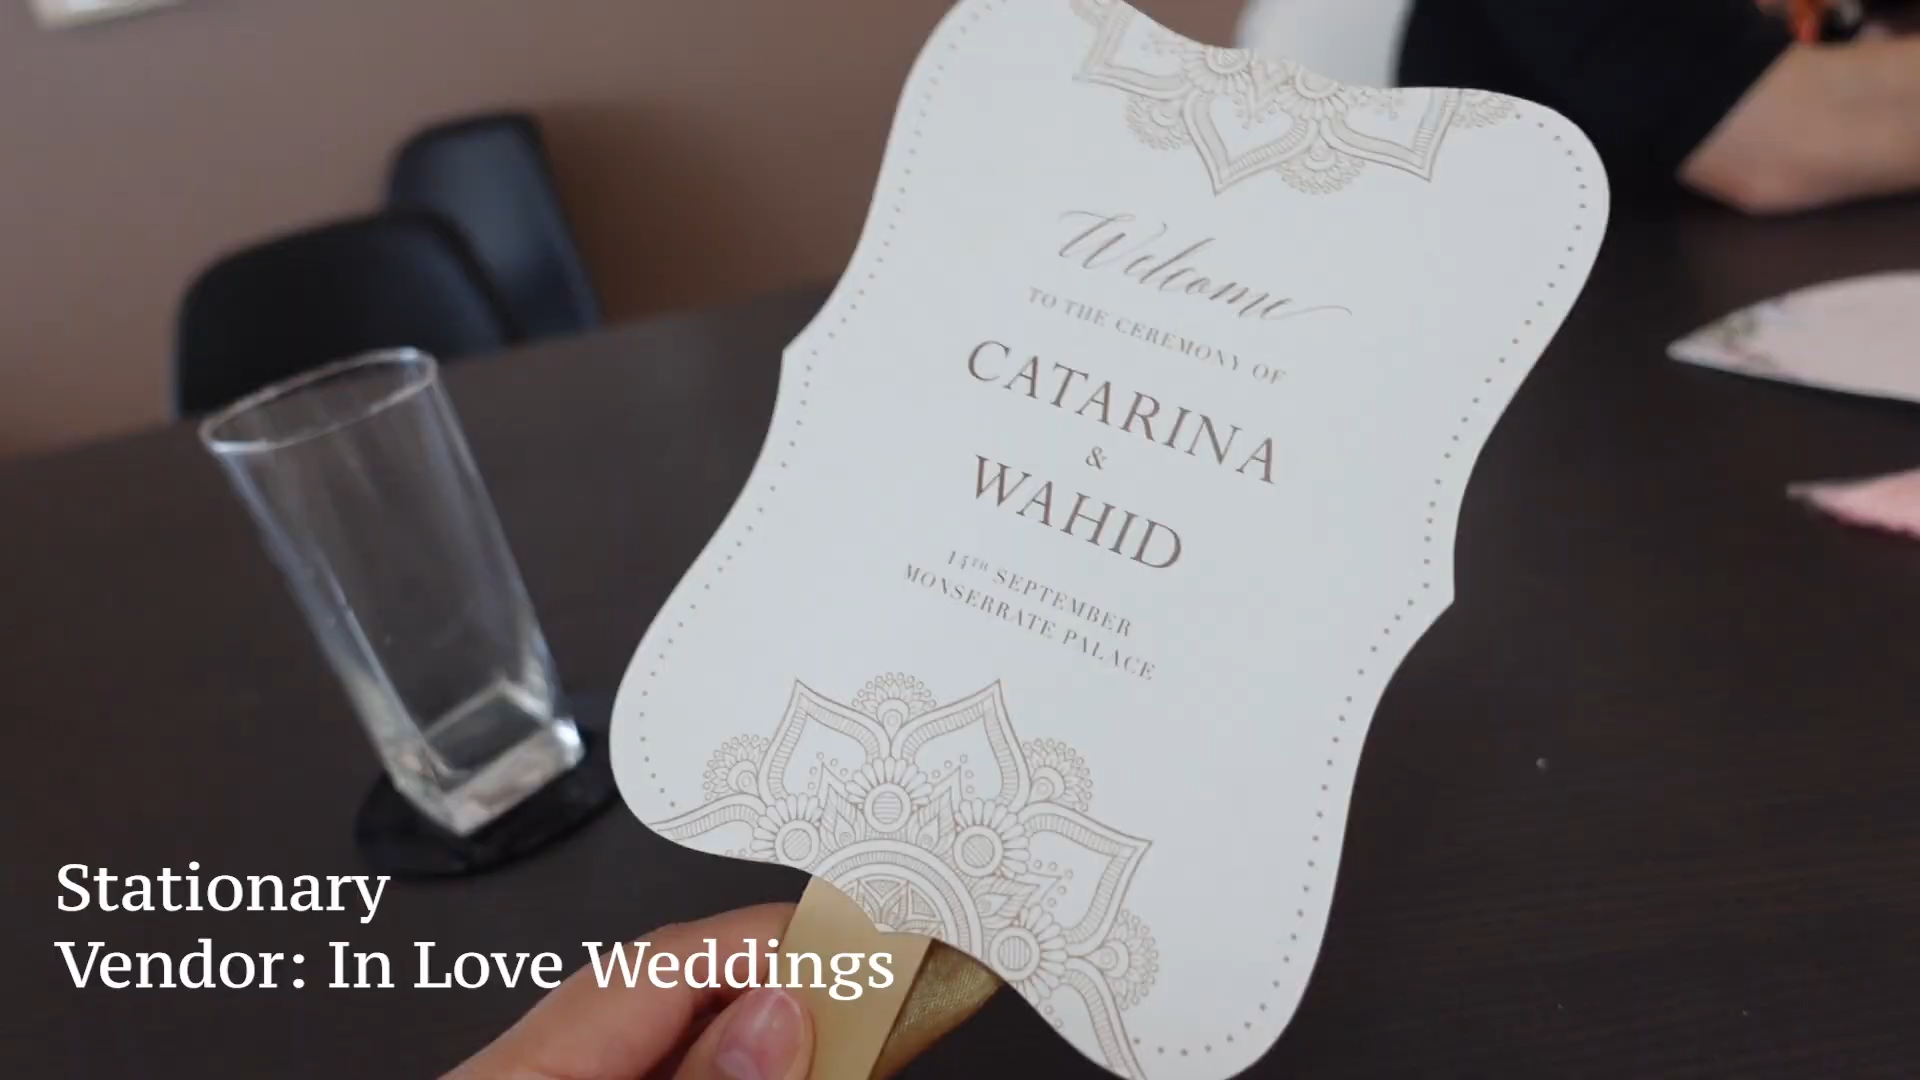 Welcome
TO THE CEREMONY OF
CATARINA
&
WAHID
14TH SEPTEMBER
MONSERRATE PALACE
Stationary
Vendor: In Love Weddings